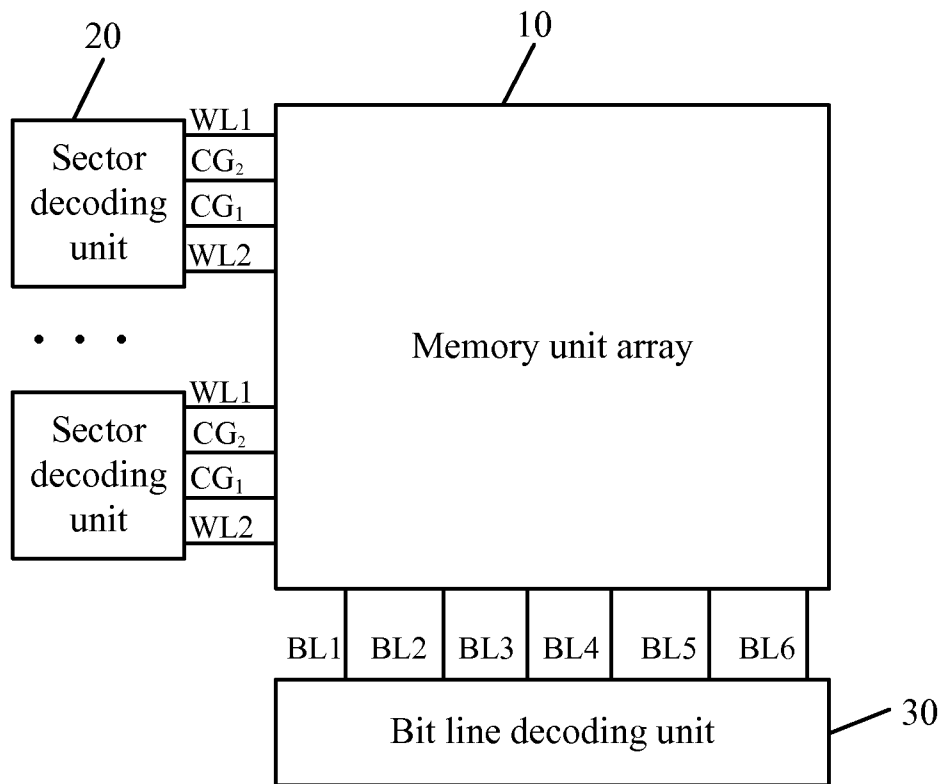 20
10
WL1
CG₂
CG₁
WL2
Sector
decoding
unit
Memory unit array
. . .
WL1
CG₂
CG₁
WL2
Sector
decoding
unit
BL1 BL2 BL3 BL4 BL5 BL6
Bit line decoding unit
30